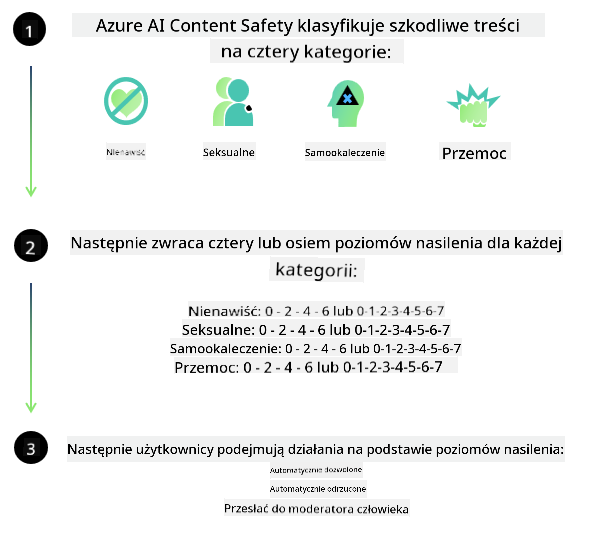 1
Azure AI Content Safety klasyfikuje szkodliwe treści
na cztery kategorie:
Nienawiść
Seksualne
Samookaleczenie
Przemoc
2
Następnie zwraca cztery lub osiem poziomów nasilenia dla każdej
kategorii:
Nienawiść: 0 - 2 - 4 - 6 lub 0-1-2-3-4-5-6-7
Seksualne: 0 - 2 - 4 - 6 lub 0-1-2-3-4-5-6-7
Samookaleczenie: 0 - 2 - 4 - 6 lub 0-1-2-3-4-5-6-7
Przemoc: 0 - 2 - 4 - 6 lub 0-1-2-3-4-5-6-7
3
Następnie użytkownicy podejmują działania na podstawie poziomów nasilenia:
Automatycznie dozwolone
Automatycznie odrzucone
Przesłać do moderatora człowieka